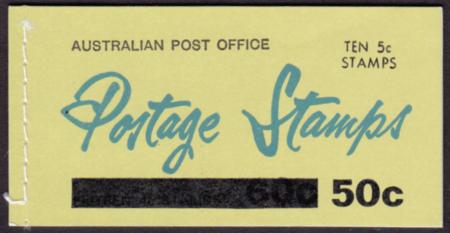 AUSTRALIAN POST OFFICE
TEN 5c
STAMPS
Postage Stamps
60c 50c